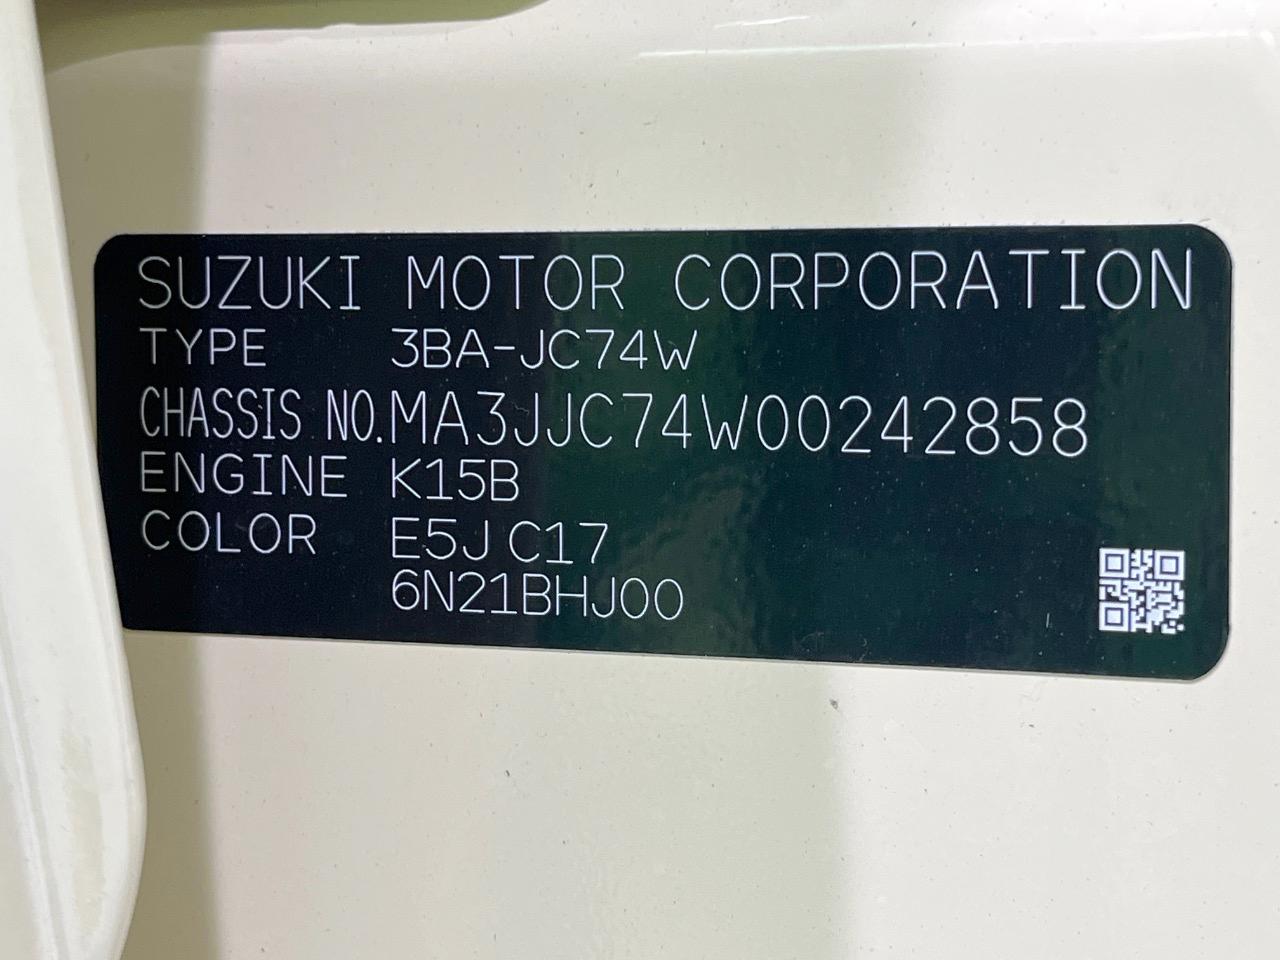 SUZUKI MOTOR CORPORATION
TYPE 3BA-JC74W
CHASSIS NO.MA3JJC74W00242858
ENGINE K15B
COLOR E5J C17
6N21BHJ00